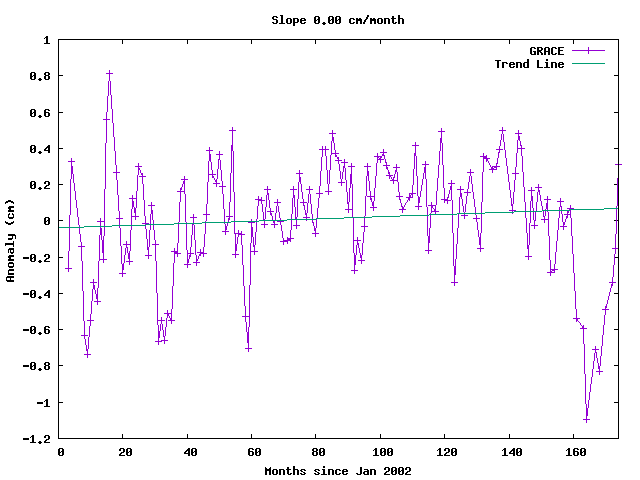 Slope 0.00 cm/month
GRACE
Trend Line
1
0.8
0.6
0.4
0.2
0
-0.2
-0.4
-0.6
-0.8
-1
-1.2
Anomaly (cm)
0 20 40 60 80 100 120 140 160
Months since Jan 2002